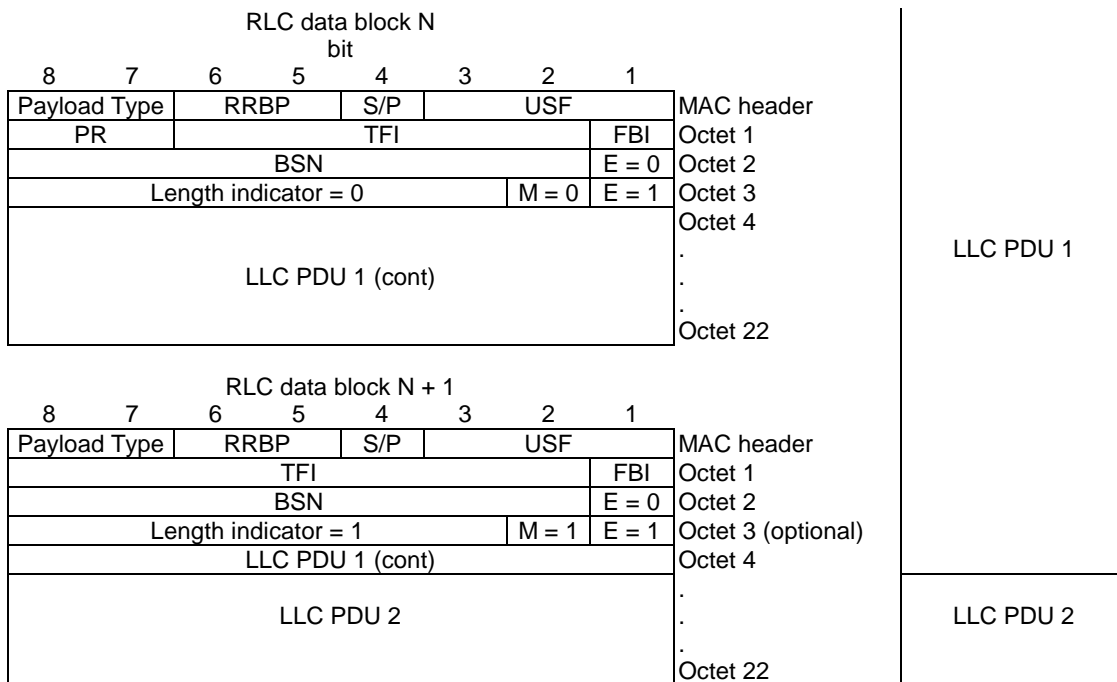 RLC data block N
bit
8 7 6 5 4 3 2 1
Payload Type RRBP S/P USF MAC header
PR TFI FBI Octet 1
BSN E = 0 Octet 2
Length indicator = 0 M = 0 E = 1 Octet 3
Octet 4
.
LLC PDU 1 (cont) .
.
Octet 22
LLC PDU 1
RLC data block N + 1
8 7 6 5 4 3 2 1
Payload Type RRBP S/P USF MAC header
TFI FBI Octet 1
BSN E = 0 Octet 2
Length indicator = 1 M = 1 E = 1 Octet 3 (optional)
LLC PDU 1 (cont) Octet 4
.
LLC PDU 2 . LLC PDU 2
.
Octet 22